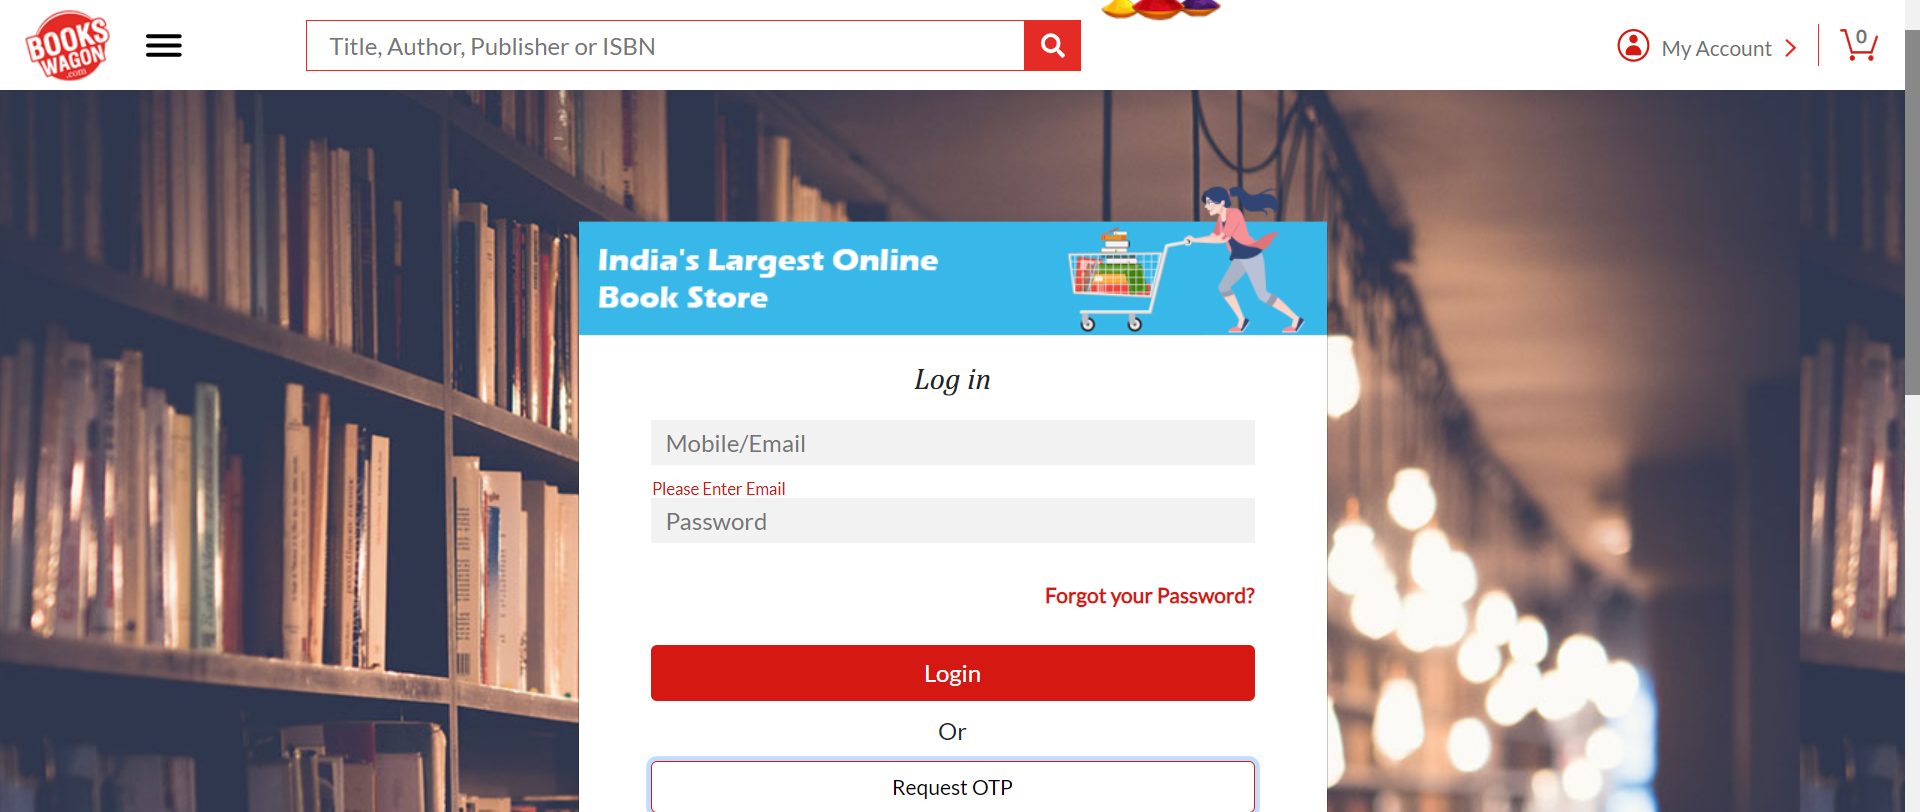 BOOKS
WAGON
.com
Title, Author, Publisher or ISBN
My Account
0
India's Largest Online
Book Store
Log in
Mobile/Email
Please Enter Email
Password
Forgot your Password?
Login
Or
Request OTP